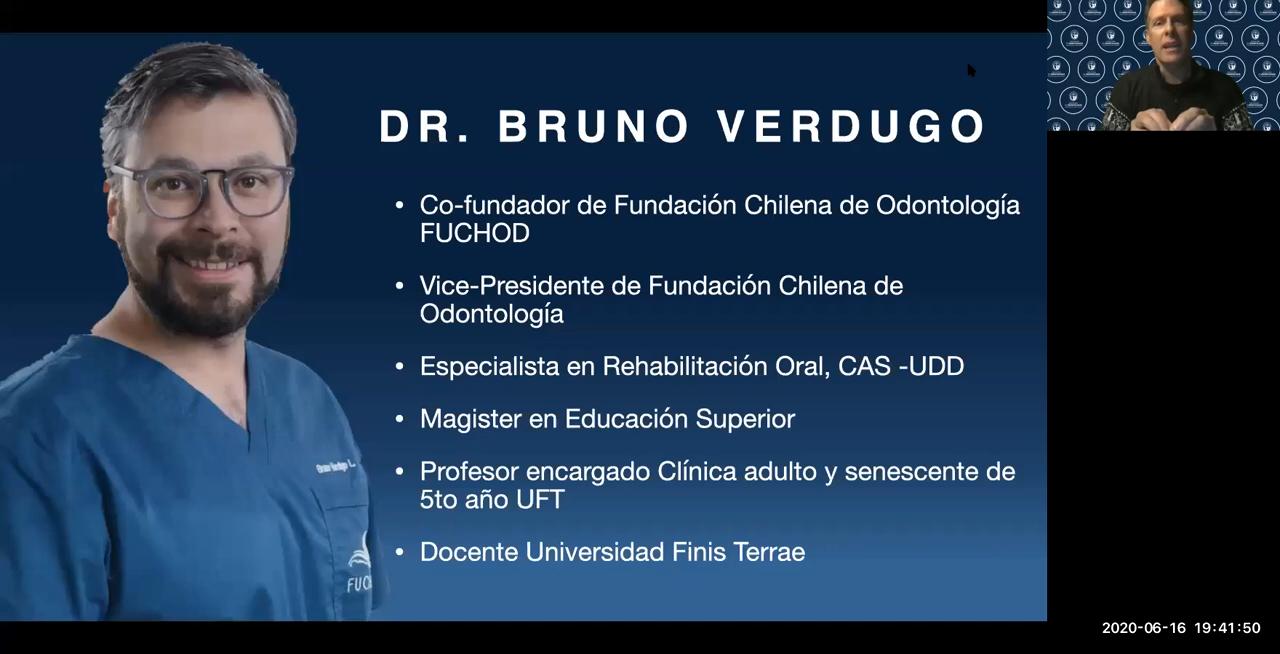 DR. BRUNO VERDUGO
• Co-fundador de Fundación Chilena de Odontología
FUCHOD
• Vice-Presidente de Fundación Chilena de
Odontología
• Especialista en Rehabilitación Oral, CAS -UDD
• Magister en Educación Superior
• Profesor encargado Clínica adulto y senescente de
5to año UFT
• Docente Universidad Finis Terrae
Bruno Verdugo L.
2020-06-16 19:41:50